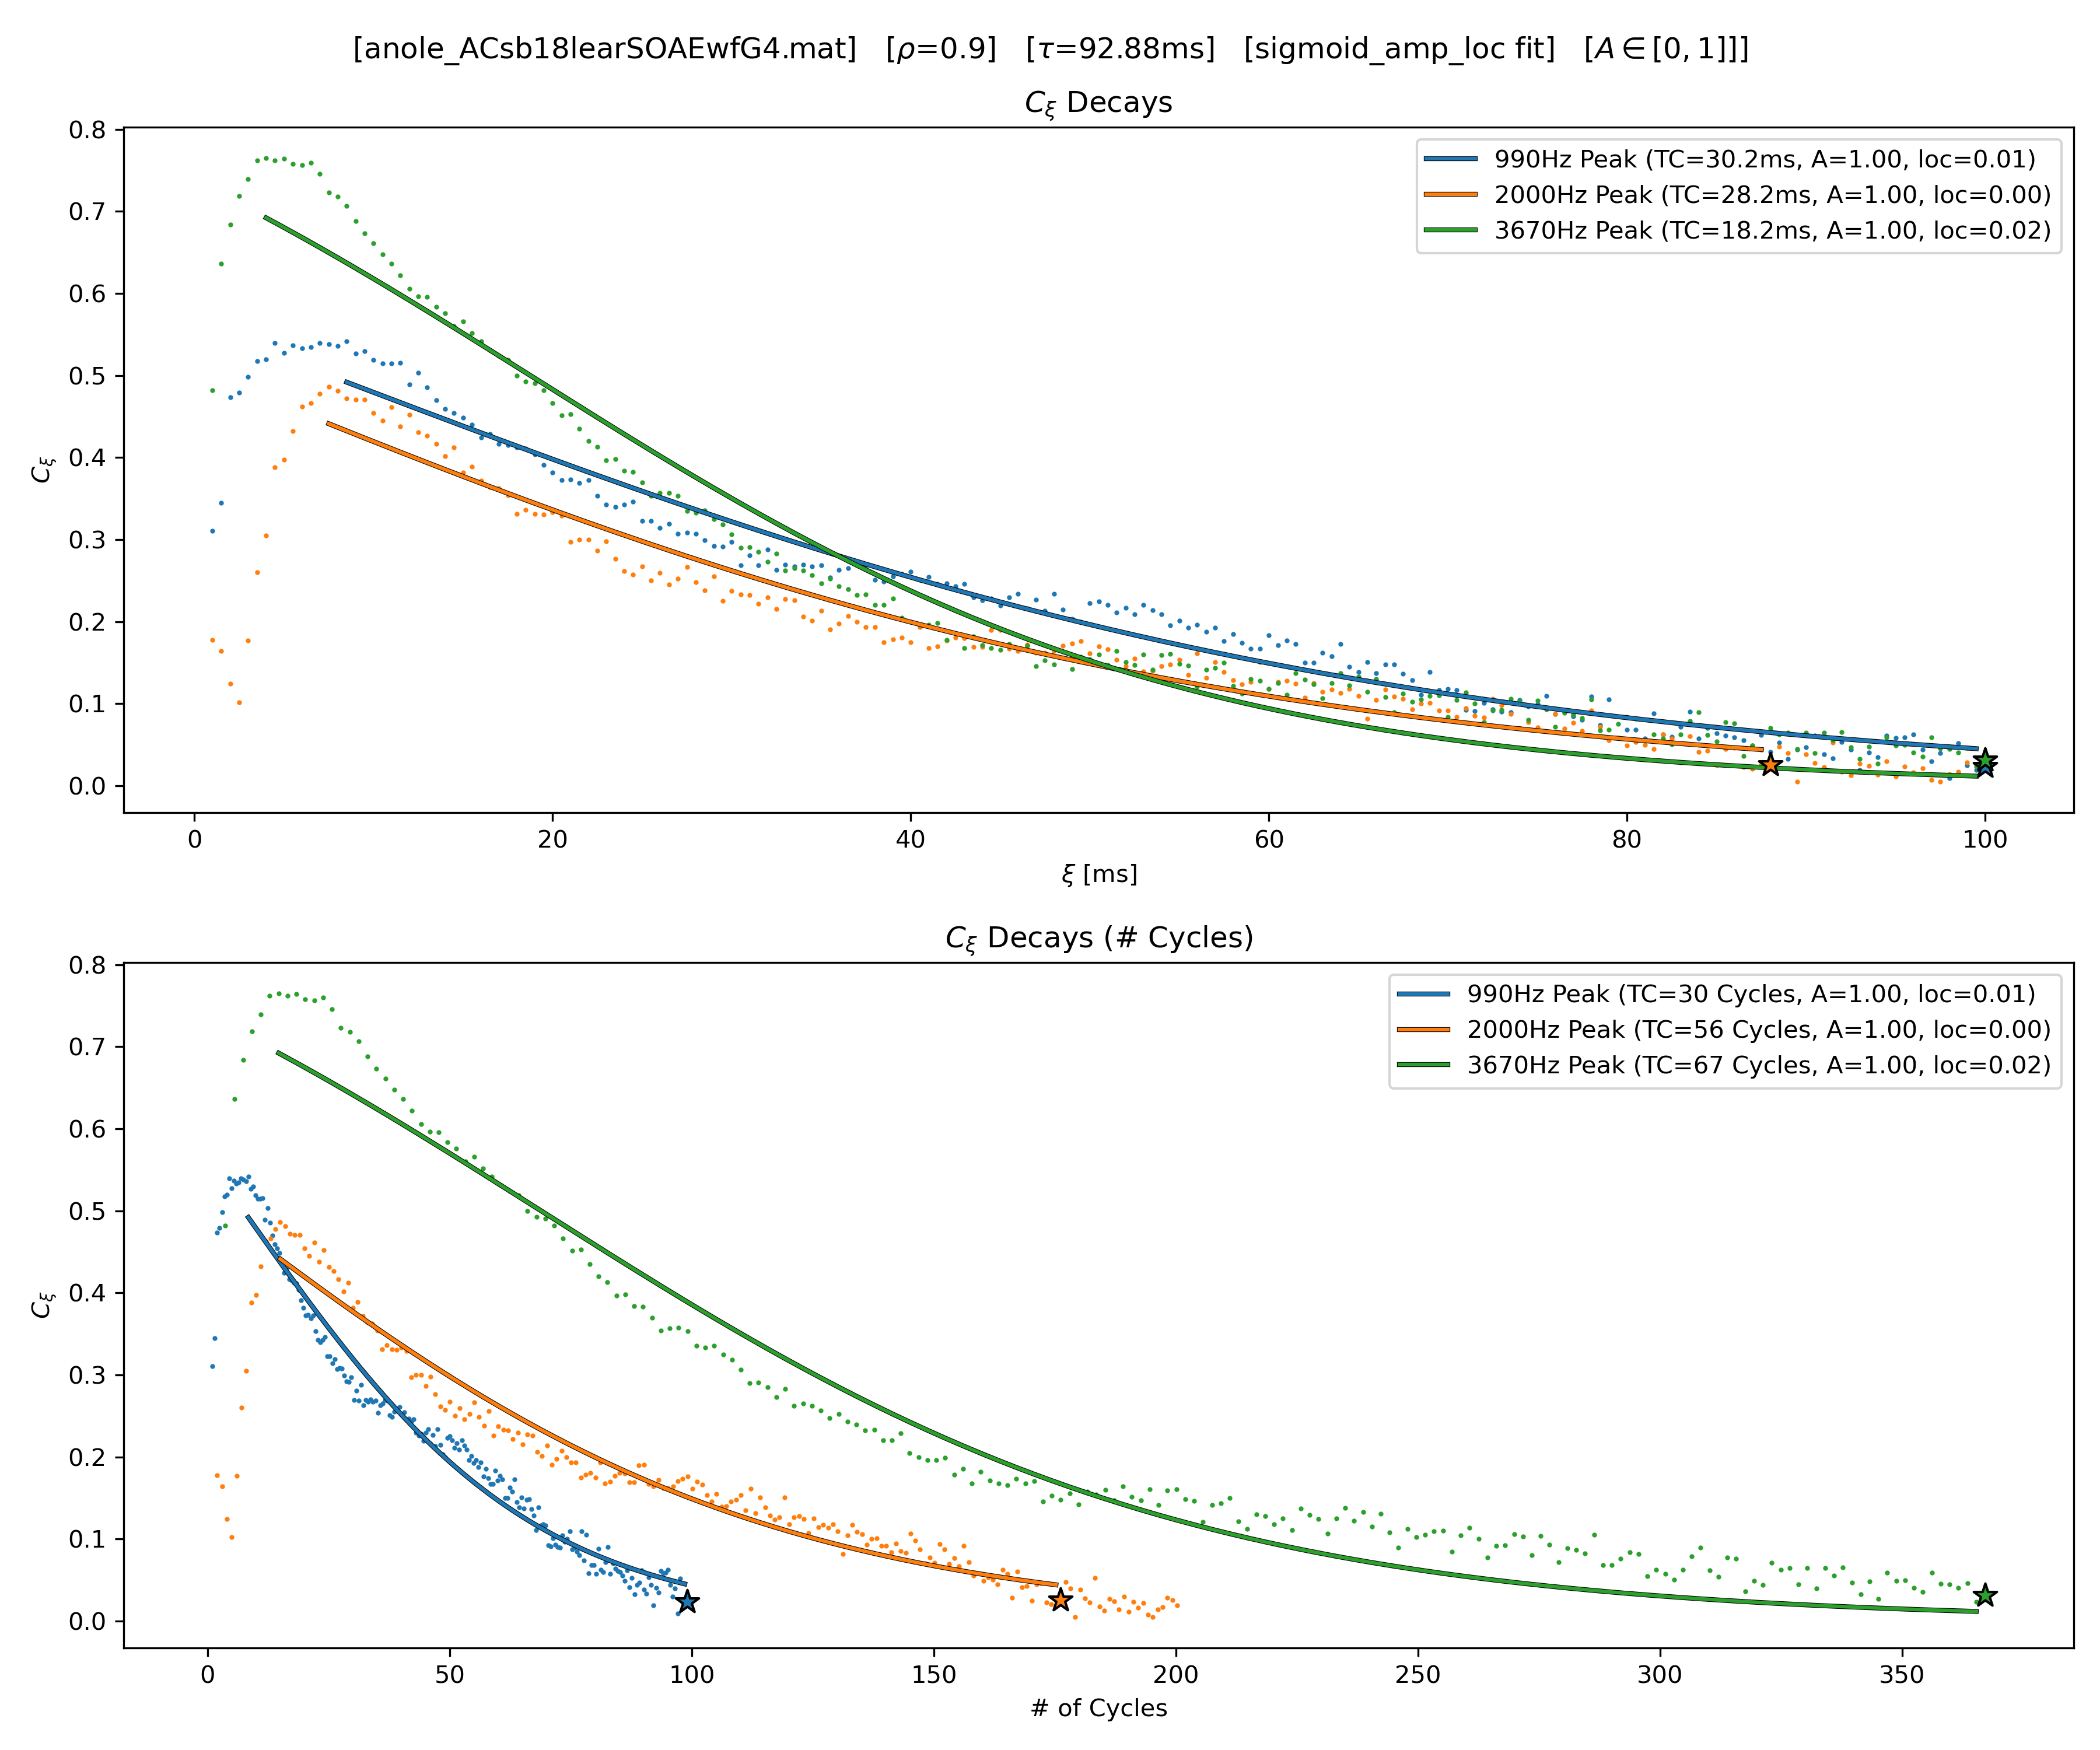 [anole_ACsb18learSOAEwfG4.mat] [ρ=0.9] [τ=92.88ms] [sigmoid_amp_loc fit] [A ∈ [0, 1]]]
C_ξ Decays
0.8
0.7
0.6
0.5
0.4
0.3
0.2
0.1
0.0
C_ξ
990Hz Peak (TC=30.2ms, A=1.00, loc=0.01)
2000Hz Peak (TC=28.2ms, A=1.00, loc=0.00)
3670Hz Peak (TC=18.2ms, A=1.00, loc=0.02)
0 20 40 60 80 100
ξ [ms]
C_ξ Decays (# Cycles)
0.8
0.7
0.6
0.5
0.4
0.3
0.2
0.1
0.0
C_ξ
990Hz Peak (TC=30 Cycles, A=1.00, loc=0.01)
2000Hz Peak (TC=56 Cycles, A=1.00, loc=0.00)
3670Hz Peak (TC=67 Cycles, A=1.00, loc=0.02)
0 50 100 150 200 250 300 350
# of Cycles